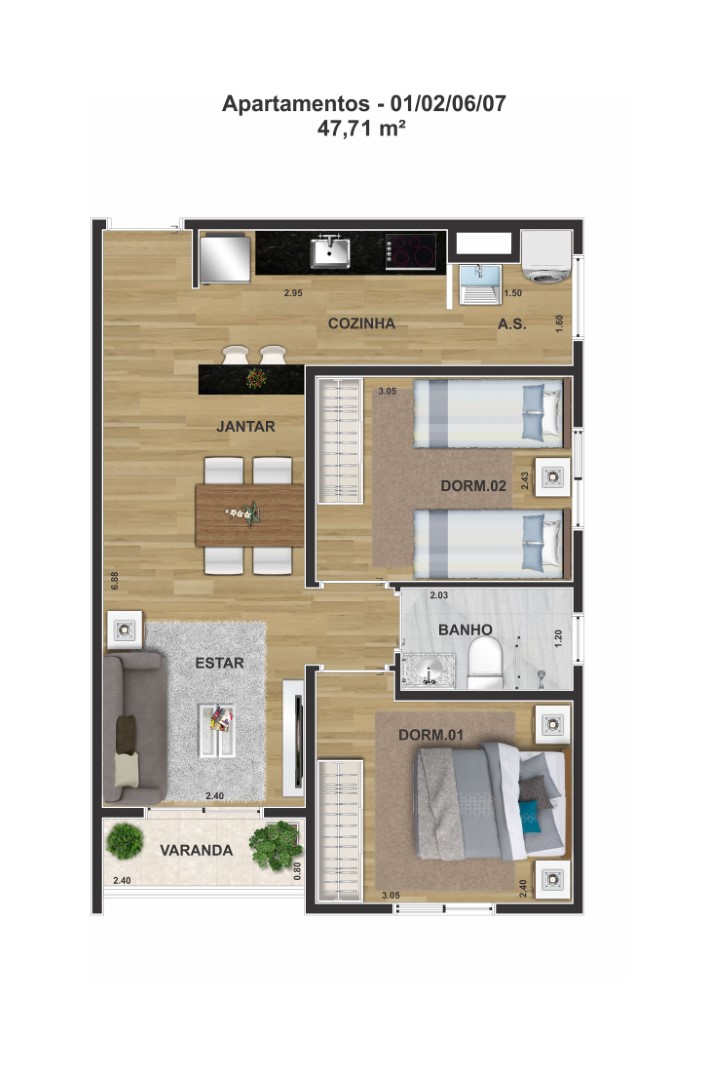 Apartamentos - 01/02/06/07
47,71 m²
2.95
1.50
COZINHA
A.S.
1.60
3.05
JANTAR
DORM.02
2.43
6.88
2.03
BANHO
1.20
ESTAR
DORM.01
2.40
VARANDA
0.80
2.40
2.40
3.05